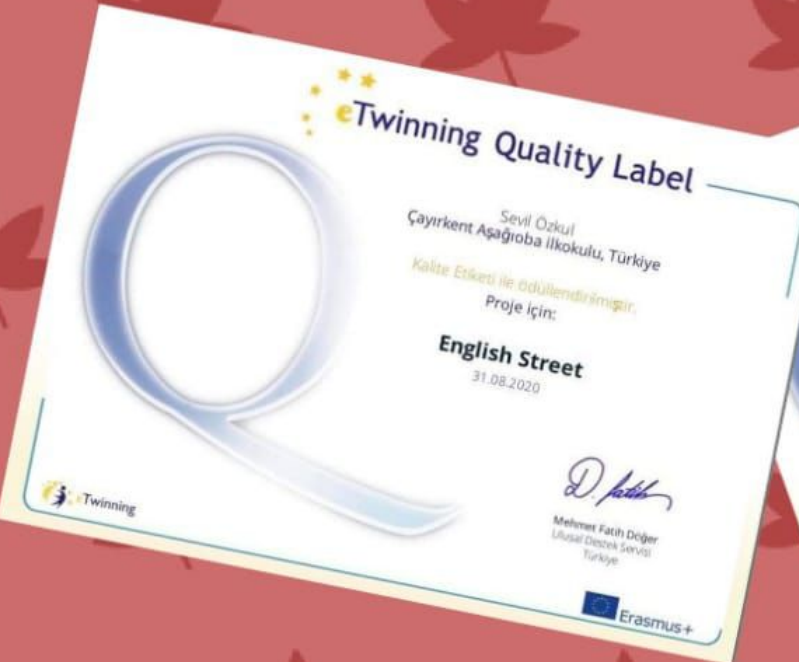 eTwinning Quality Label
Sevil Özkul
Çayırkent Aşağıoba İlkokulu, Türkiye
Kalite Etiketi ile ödüllendirilmiştir.
Proje için:
English Street
31.08.2020
D. fatih
Mehmet Fatih Döğer
Ulusal Destek Servisi
Türkiye
eTwinning
Erasmus+